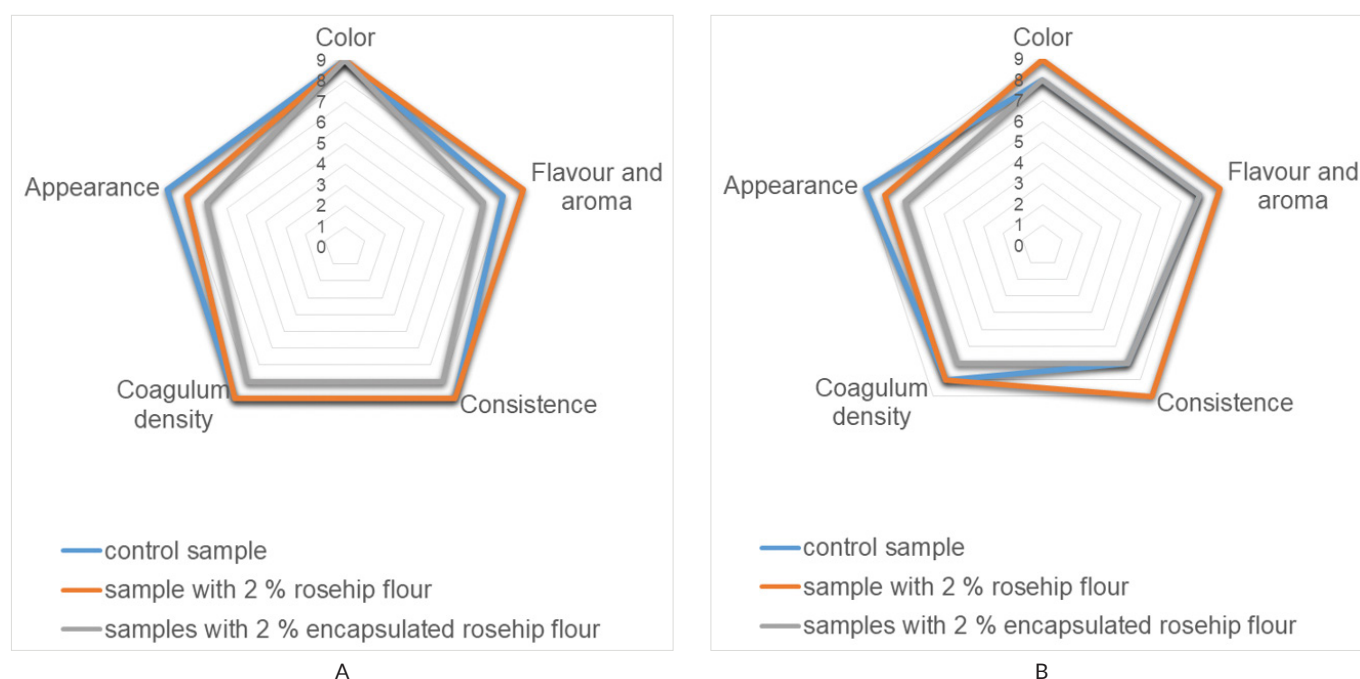 Color
9
8
7
6
5
4
3
2
1
0
Appearance
Flavour and
aroma
Coagulum
density
Consistence
control sample
sample with 2 % rosehip flour
samples with 2 % encapsulated rosehip flour
A
Color
9
8
7
6
5
4
3
2
1
0
Appearance
Flavour and
aroma
Coagulum
density
Consistence
control sample
sample with 2 % rosehip flour
samples with 2 % encapsulated rosehip flour
B